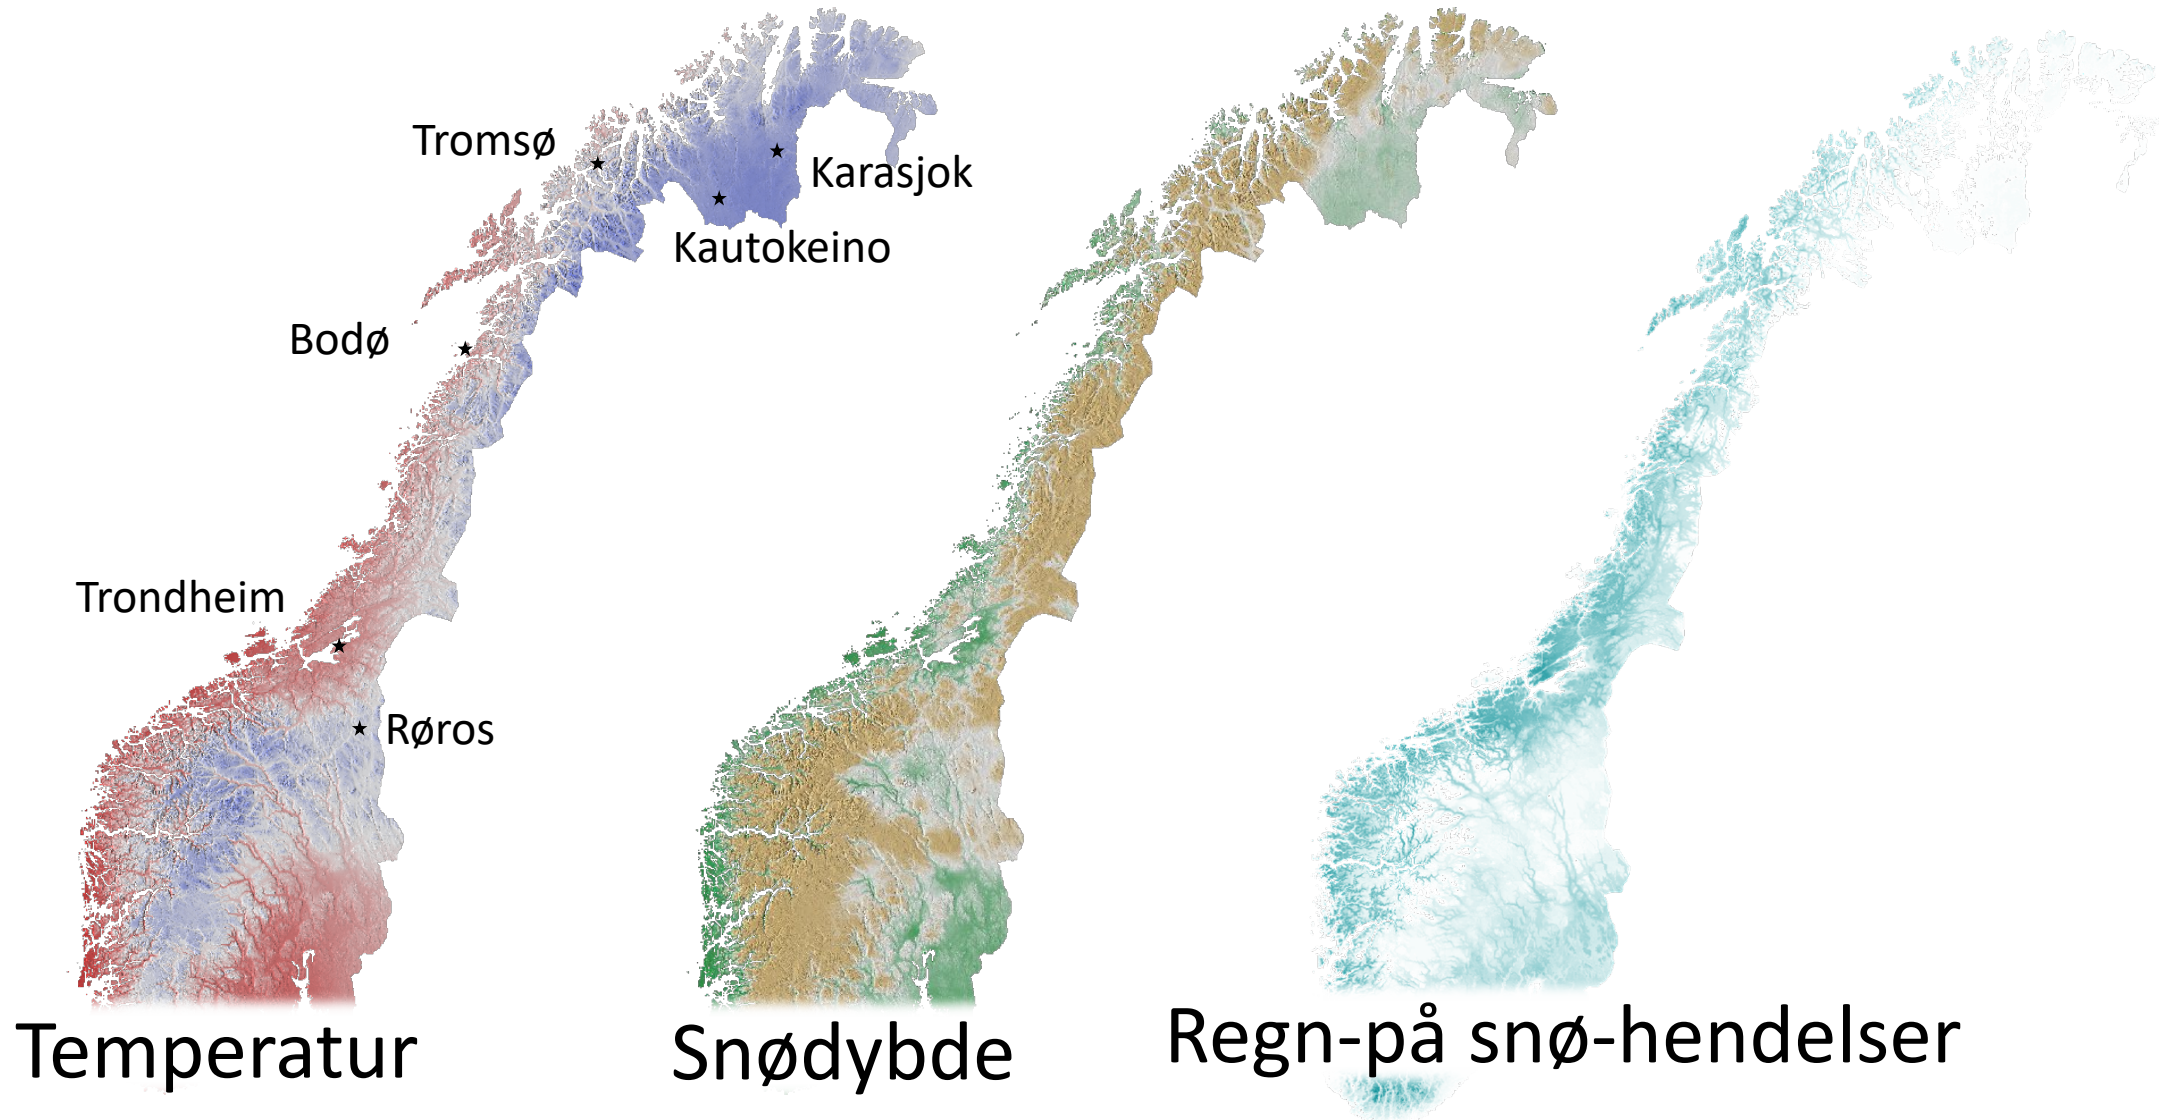 Tromsø
Karasjok
Kautokeino
Bodø
Trondheim
Røros
Temperatur
Snødybde
Regn-på snø-hendelser